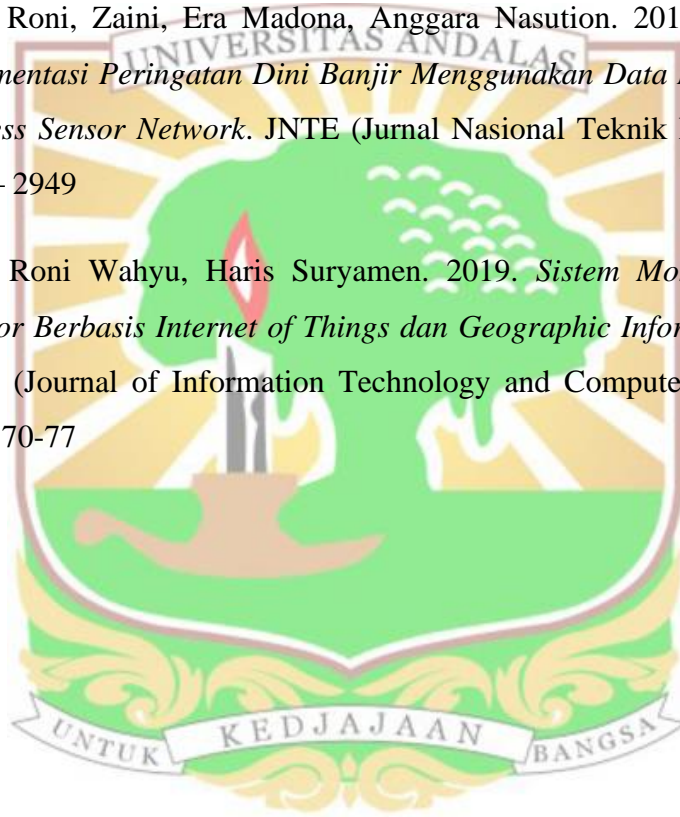 Roni, Zaini, Era Madona, Anggara Nasution. 201
UNIVERSITAS ANDALAS
mentasi Peringatan Dini Banjir Menggunakan Data
ess Sensor Network. JNTE (Jurnal Nasional Teknik
– 2949
Roni Wahyu, Haris Suryamen. 2019. Sistem Mo
or Berbasis Internet of Things dan Geographic Infor
(Journal of Information Technology and Compute
70-77
UNTUK KEDJAJAAN BANGSA